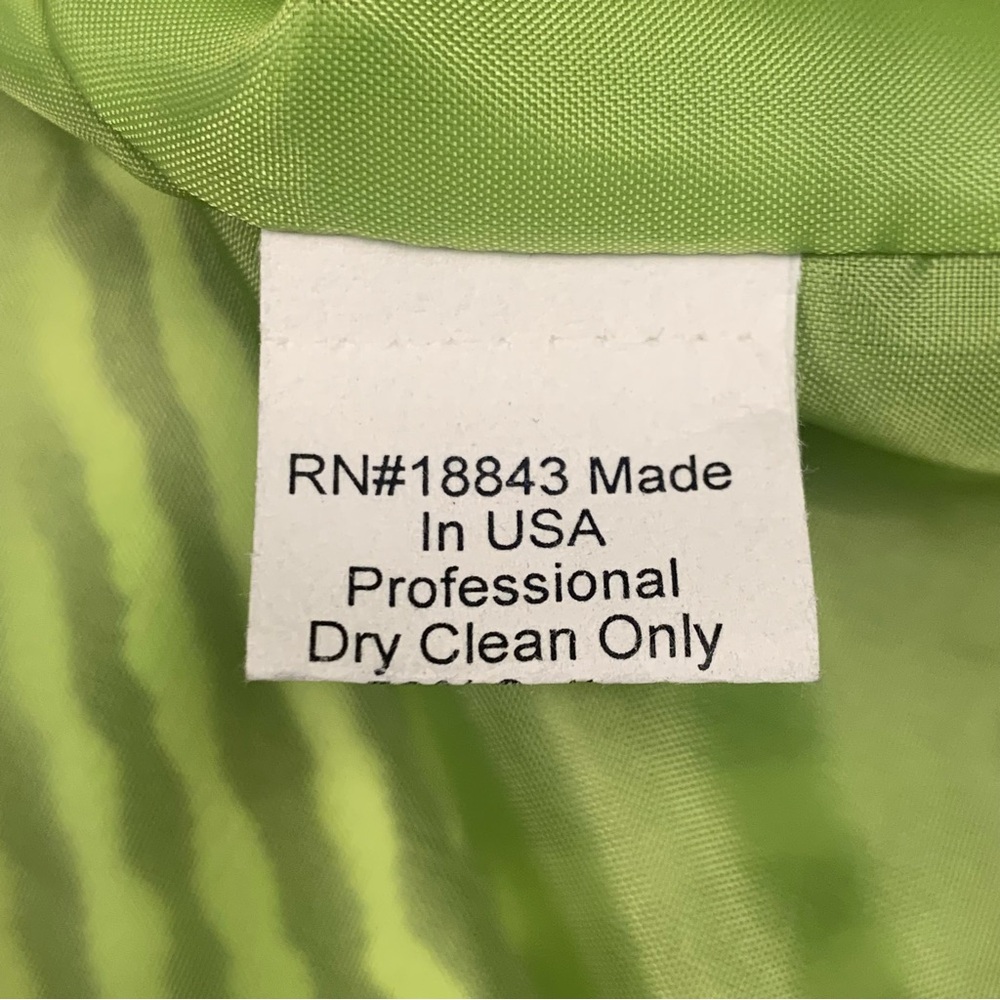 RN#18843 Made
In USA
Professional
Dry Clean Only